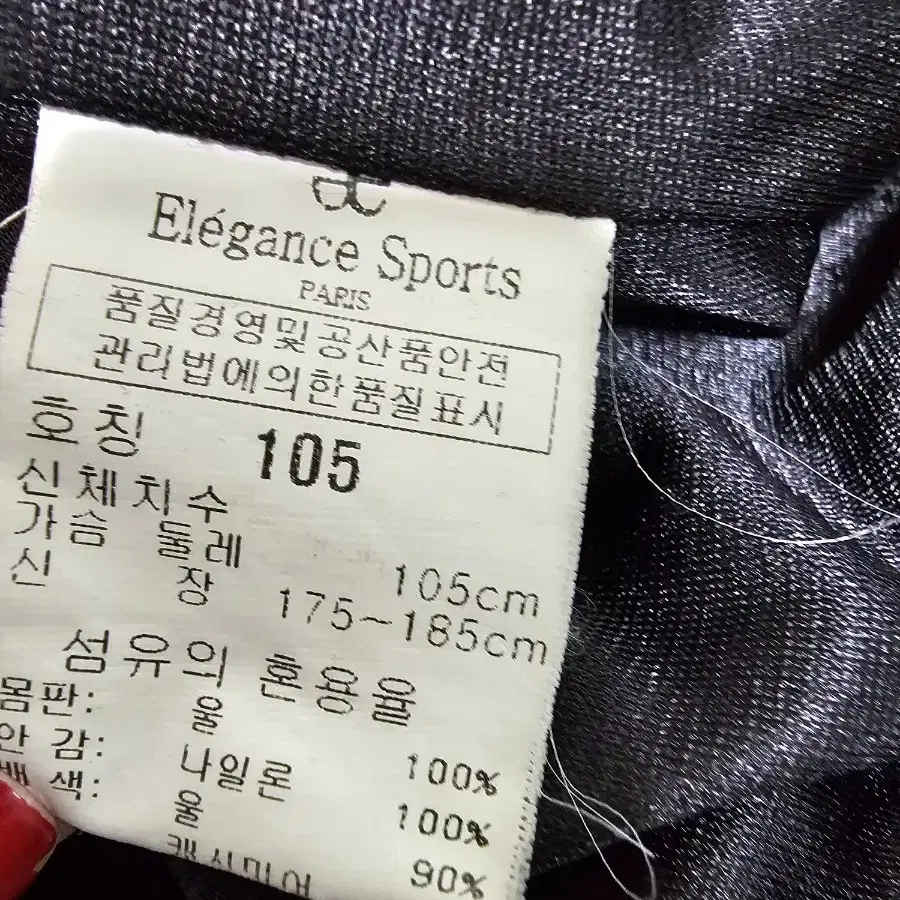 Elégance Sports
PARIS
품질경영및공산품안전
관리법에의한품질표시
호칭 105
신체치수
가슴 둘레 105cm
신 장 175~185cm
섬유의 혼용율
몸판: 울 100%
안 감: 나일론 100%
배 색: 울 90%
캐시미어